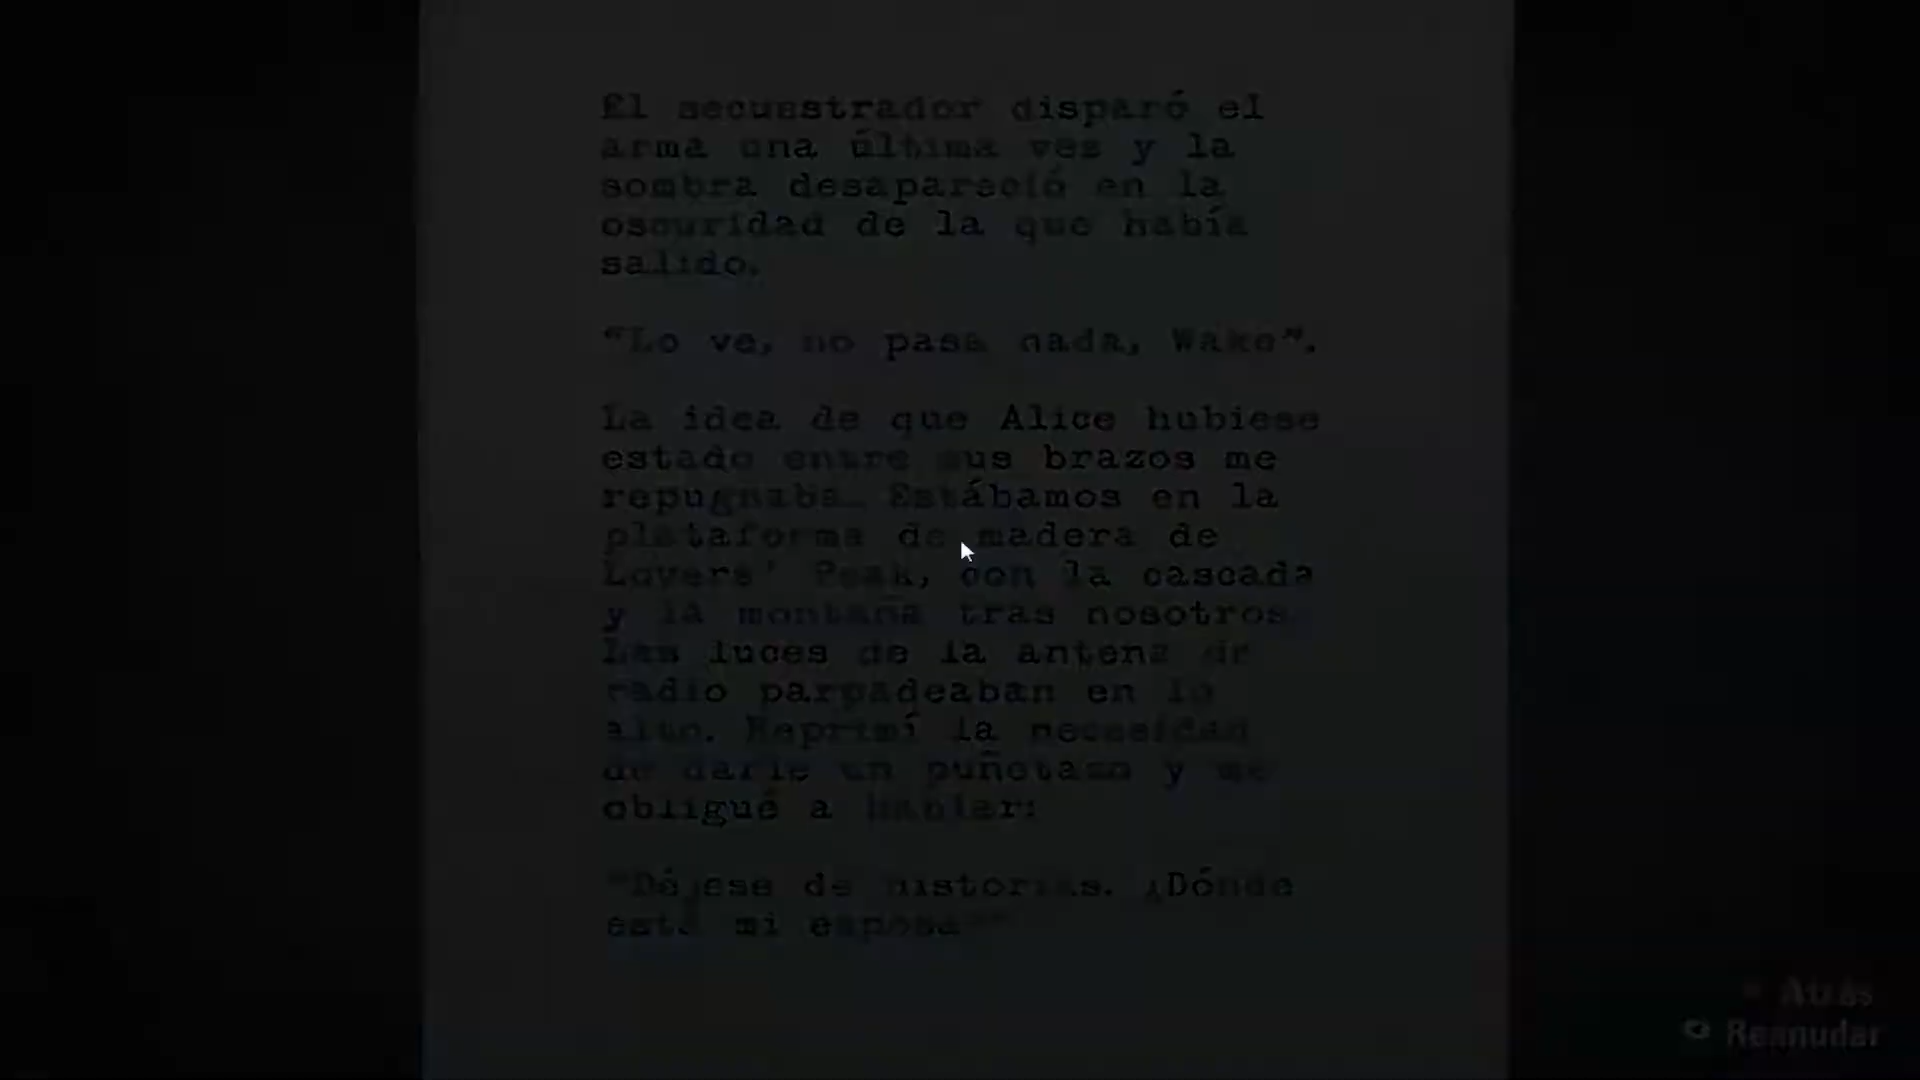 El secuestrador disparó el
arma una última vez y la
sombra desapareció en la
oscuridad de la que había
salido.
"Lo ve, no pasa nada, Wake".
La idea de que Alice hubiese
estado entre sus brazos me
repugnaba. Estábamos en la
plataforma de madera de
Lovers' Peak, con la cascada
y la montaña tras nosotros.
Las luces de la antena de
radio parpadeaban en lo
alto. Reprimí la necesidad
de darle un puñetazo y me
obligué a hablar:
"Déjese de historias. ¿Dónde
está mi esposa?"
Atrás
Reanudar